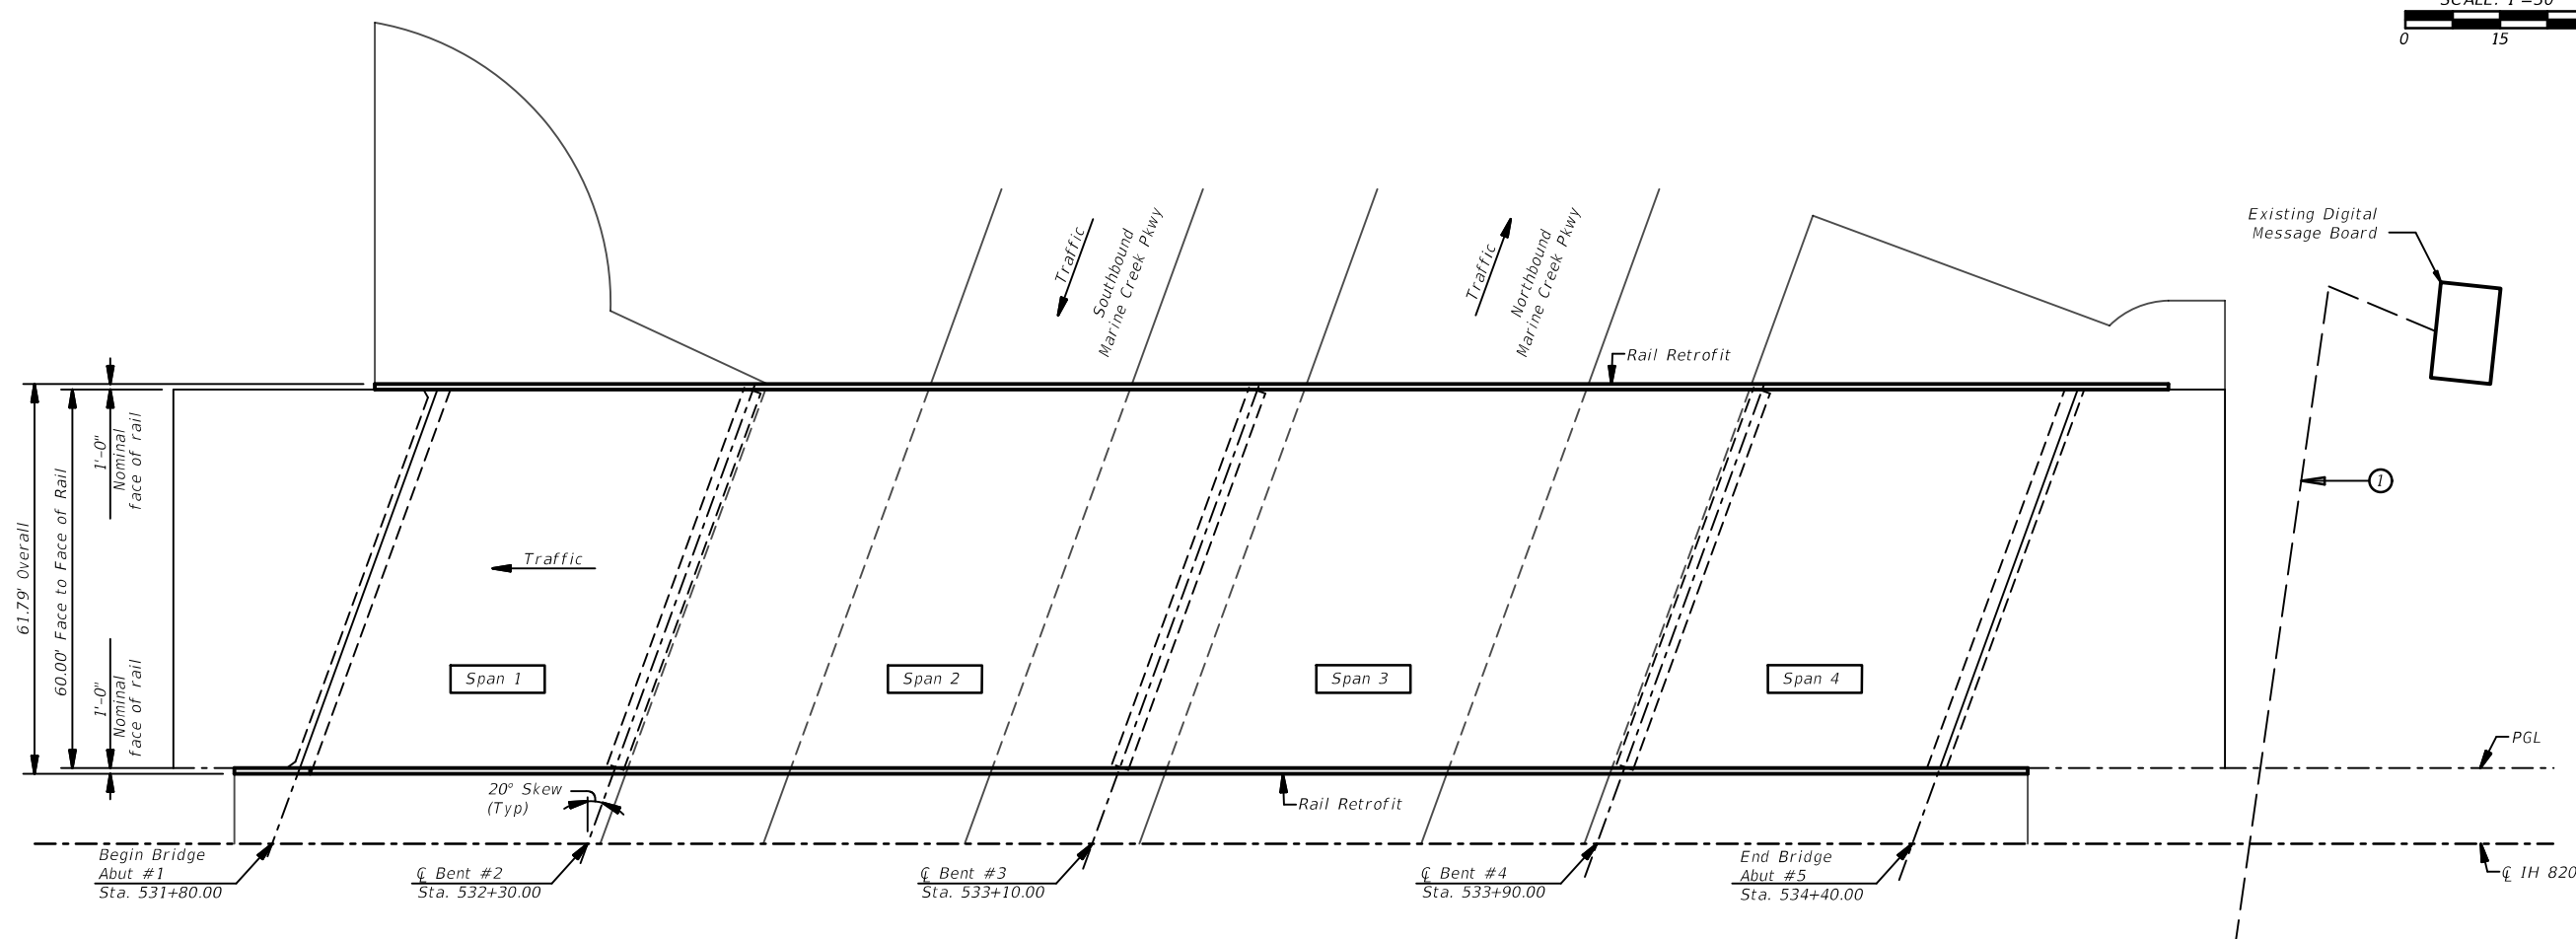 SCALE: 1"=30'
0 15
Existing Digital
Message Board
Traffic
Southbound
Marine Creek Pkwy
Traffic
Northbound
Marine Creek Pkwy
Rail Retrofit
1'-0"
Nominal
face of rail
61.79' Overall
60.00' Face to Face of Rail
1'-0"
Nominal
face of rail
1
Traffic
Span 1
Span 2
Span 3
Span 4
PGL
20° Skew
(Typ)
Rail Retrofit
Begin Bridge
Abut #1
Sta. 531+80.00
℄ Bent #2
Sta. 532+30.00
℄ Bent #3
Sta. 533+10.00
℄ Bent #4
Sta. 533+90.00
End Bridge
Abut #5
Sta. 534+40.00
℄ IH 820